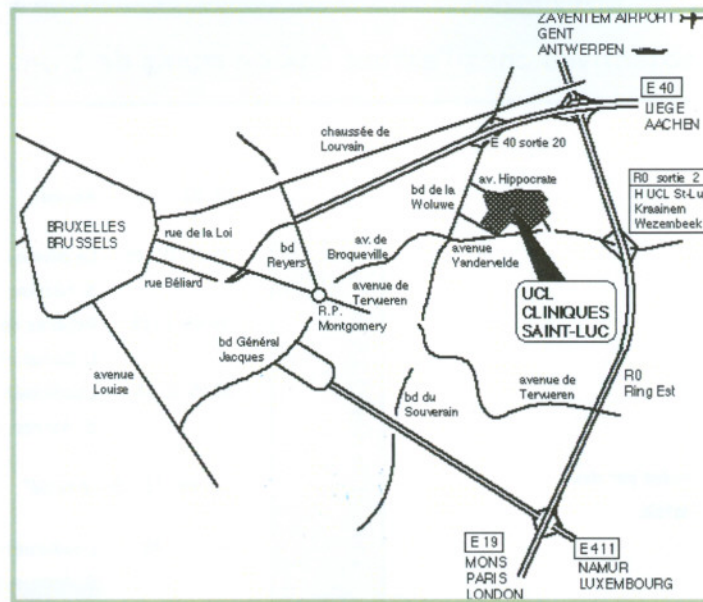 ZAVENTEM AIRPORT
GENT
ANTWERPEN
E 40
LIEGE
AACHEN
chaussée de
Louvain
E 40 sortie 20
av. Hippocrate
R0 sortie 2
H UCL St-Lu
Kraainem
Wezembeek
bd de la
Woluwe
BRUXELLES
BRUSSELS
rue de la Loi
bd
Reyers
av. de
Broqueville
avenue
Vandervelde
rue Béliard
avenue de
Terwueren
UCL
CLINIQUES
SAINT-LUC
R.P.
Montgomery
bd Général
Jacques
avenue
Louise
bd du
Souverain
avenue de
Terwueren
R0
Ring Est
E 19
MONS
PARIS
LONDON
E411
NAMUR
LUXEMBOURG